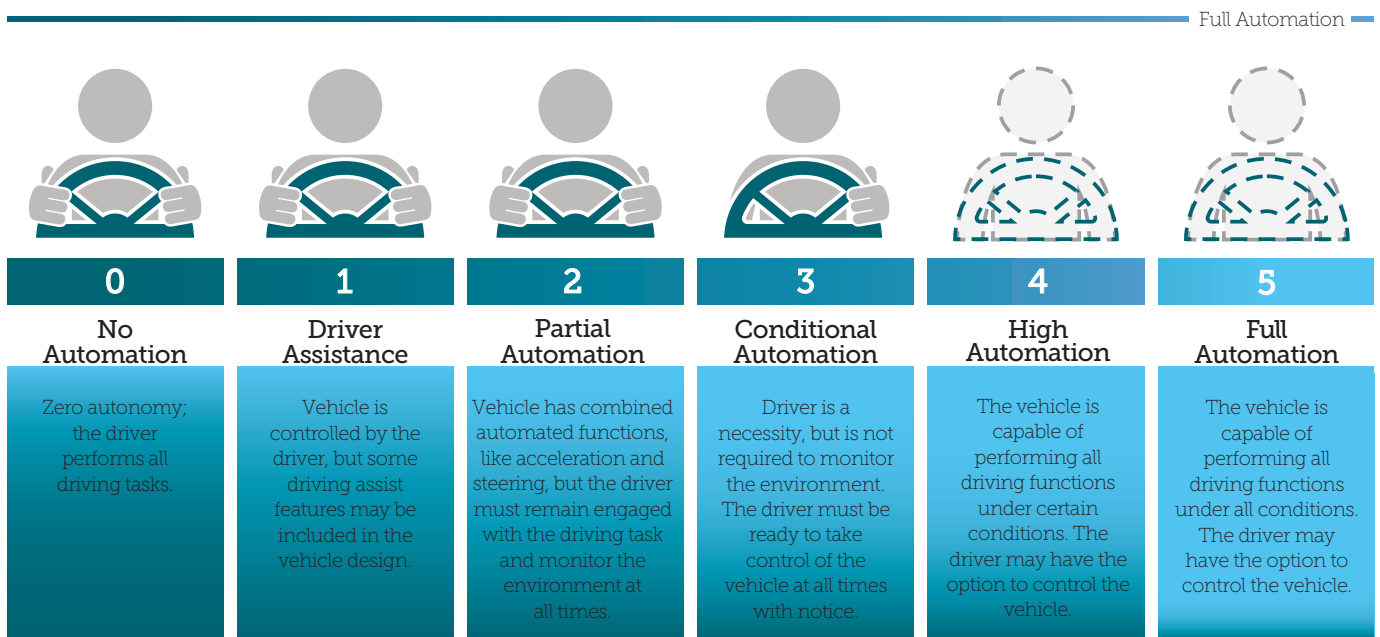 Full Automation
0
No
Automation
Zero autonomy;
the driver
performs all
driving tasks.
1
Driver
Assistance
Vehicle is
controlled by the
driver, but some
driving assist
features may be
included in the
vehicle design.
2
Partial
Automation
Vehicle has combined
automated functions,
like acceleration and
steering, but the driver
must remain engaged
with the driving task
and monitor the
environment at
all times.
3
Conditional
Automation
Driver is a
necessity, but is not
required to monitor
the environment.
The driver must be
ready to take
control of the
vehicle at all times
with notice.
4
High
Automation
The vehicle is
capable of
performing all
driving functions
under certain
conditions. The
driver may have the
option to control the
vehicle.
5
Full
Automation
The vehicle is
capable of
performing all
driving functions
under all conditions.
The driver may
have the option to
control the vehicle.